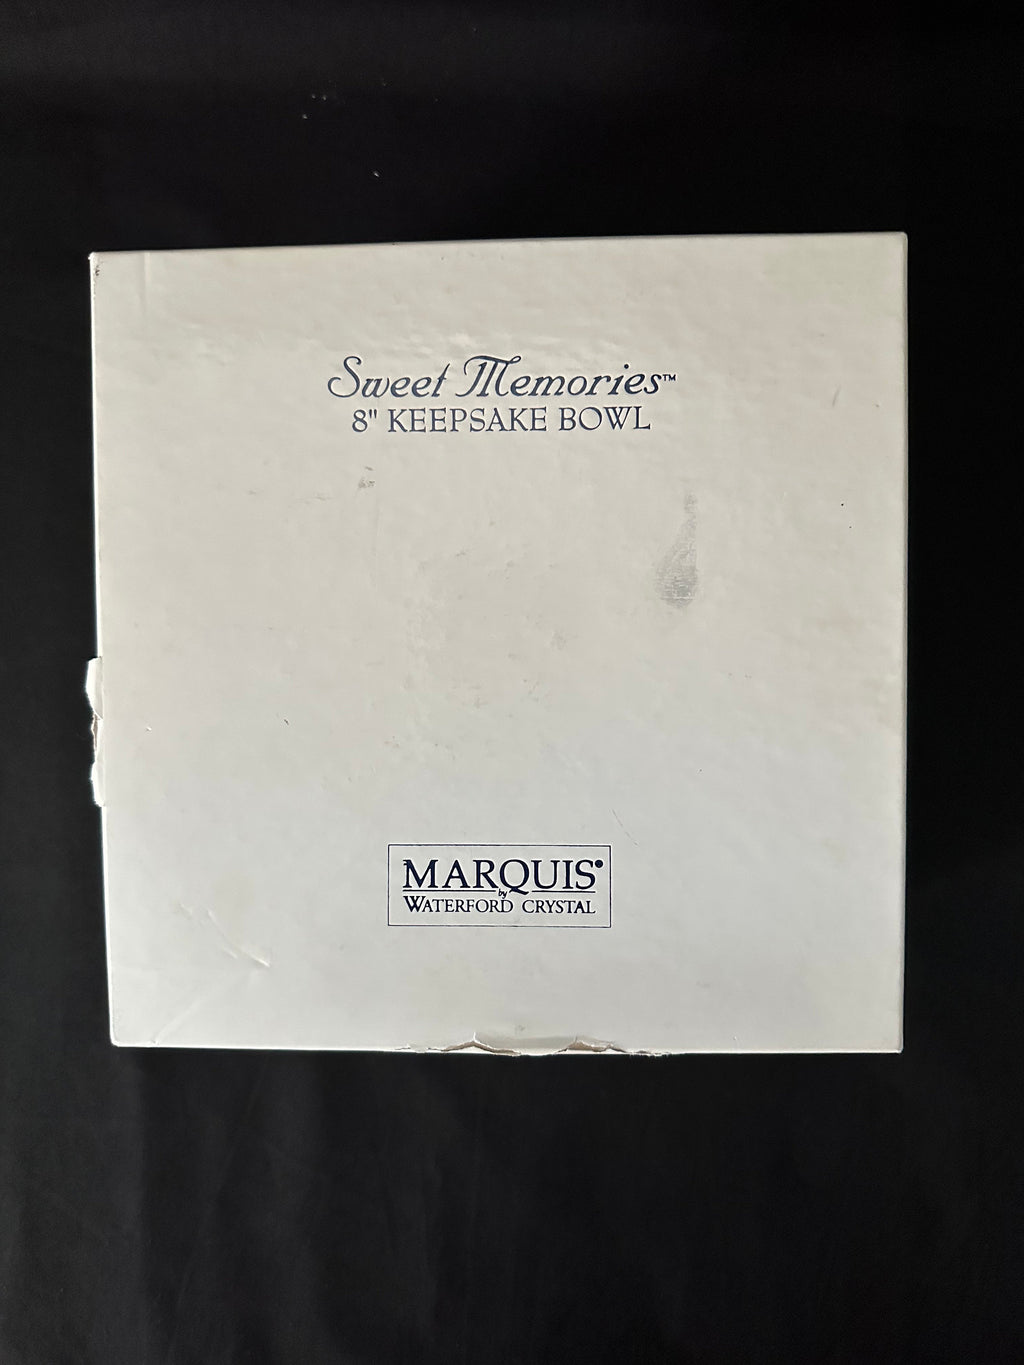 Sweet Memories™
8" KEEPSAKE BOWL
MARQUIS®
by
WATERFORD CRYSTAL